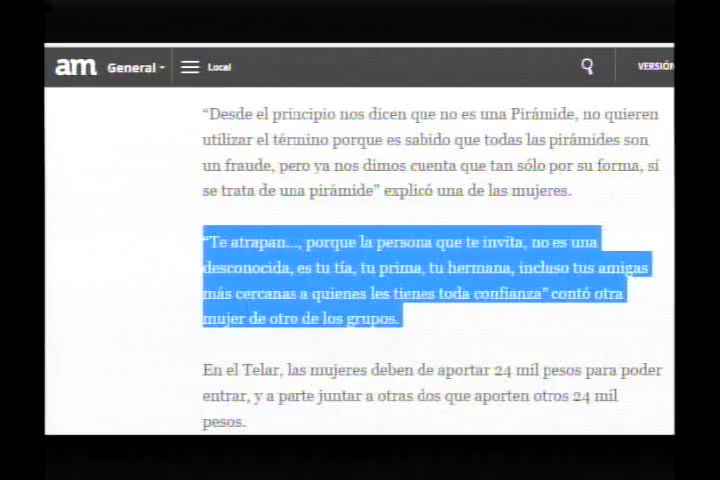 am General Local VERSIÓN
“Desde el principio nos dicen que no es una Pirámide, no quieren
utilizar el término porque es sabido que todas las pirámides son
un fraude, pero ya nos dimos cuenta que tan sólo por su forma, sí
se trata de una pirámide” explicó una de las mujeres.
“Te atrapan..., porque la persona que te invita, no es una
desconocida, es tu tía, tu prima, tu hermana, incluso tus amigas
más cercanas a quienes les tienes toda confianza” contó otra
mujer de otro de los grupos.
En el Telar, las mujeres deben de aportar 24 mil pesos para poder
entrar, y a parte juntar a otras dos que aporten otros 24 mil
pesos.